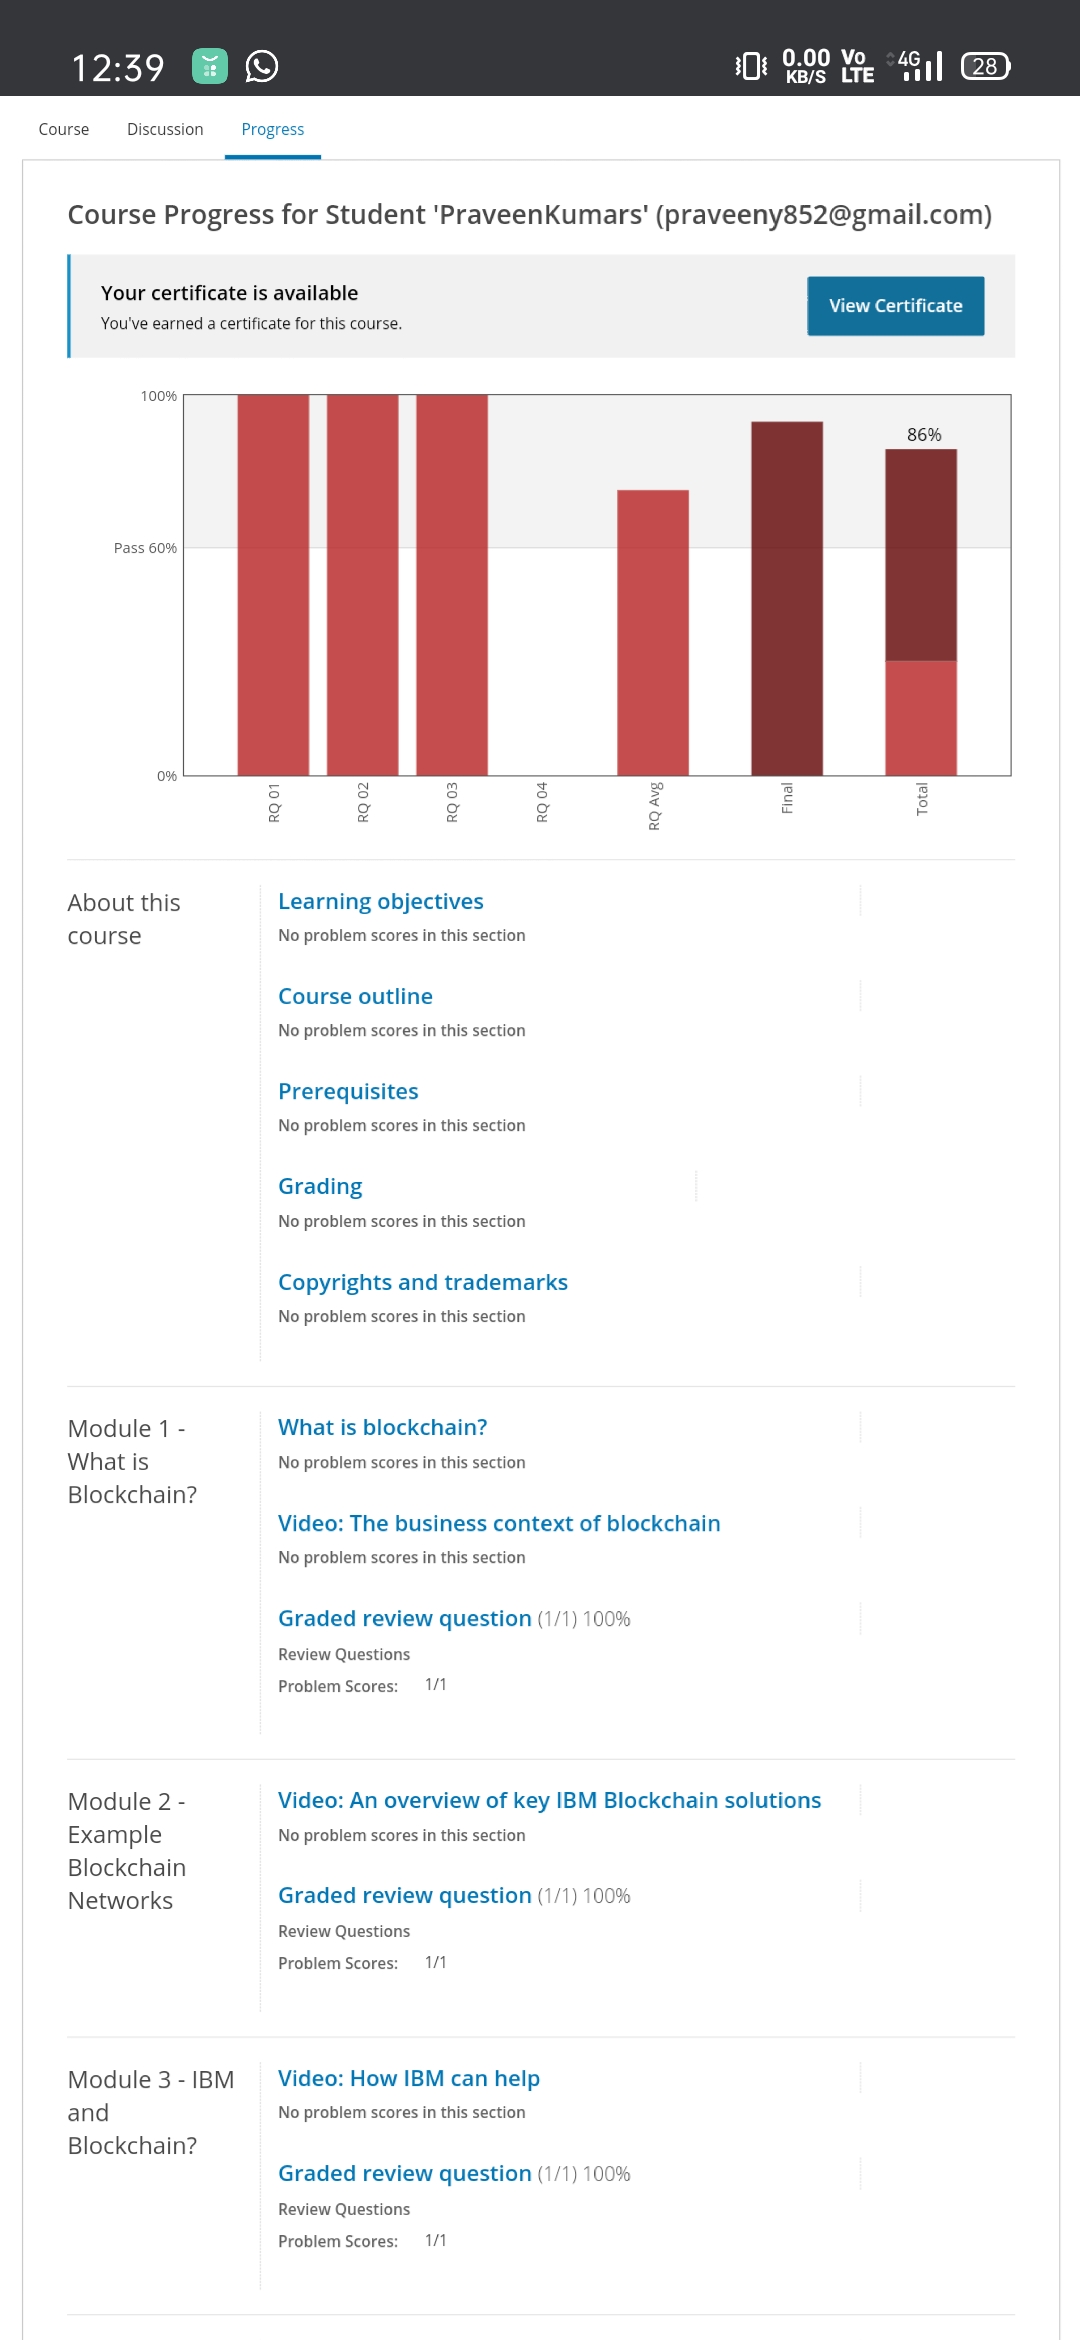 12:39
0.00 KB/S
Vo LTE
4G
28
Course Discussion Progress
Course Progress for Student 'PraveenKumars' (praveeny852@gmail.com)
Your certificate is available
You've earned a certificate for this course.
View Certificate
100%
86%
Pass 60%
0%
RQ 01
RQ 02
RQ 03
RQ 04
RQ Avg
Final
Total
About this
course
Learning objectives
No problem scores in this section
Course outline
No problem scores in this section
Prerequisites
No problem scores in this section
Grading
No problem scores in this section
Copyrights and trademarks
No problem scores in this section
Module 1 -
What is
Blockchain?
What is blockchain?
No problem scores in this section
Video: The business context of blockchain
No problem scores in this section
Graded review question (1/1) 100%
Review Questions
Problem Scores: 1/1
Module 2 -
Example
Blockchain
Networks
Video: An overview of key IBM Blockchain solutions
No problem scores in this section
Graded review question (1/1) 100%
Review Questions
Problem Scores: 1/1
Module 3 - IBM
and
Blockchain?
Video: How IBM can help
No problem scores in this section
Graded review question (1/1) 100%
Review Questions
Problem Scores: 1/1